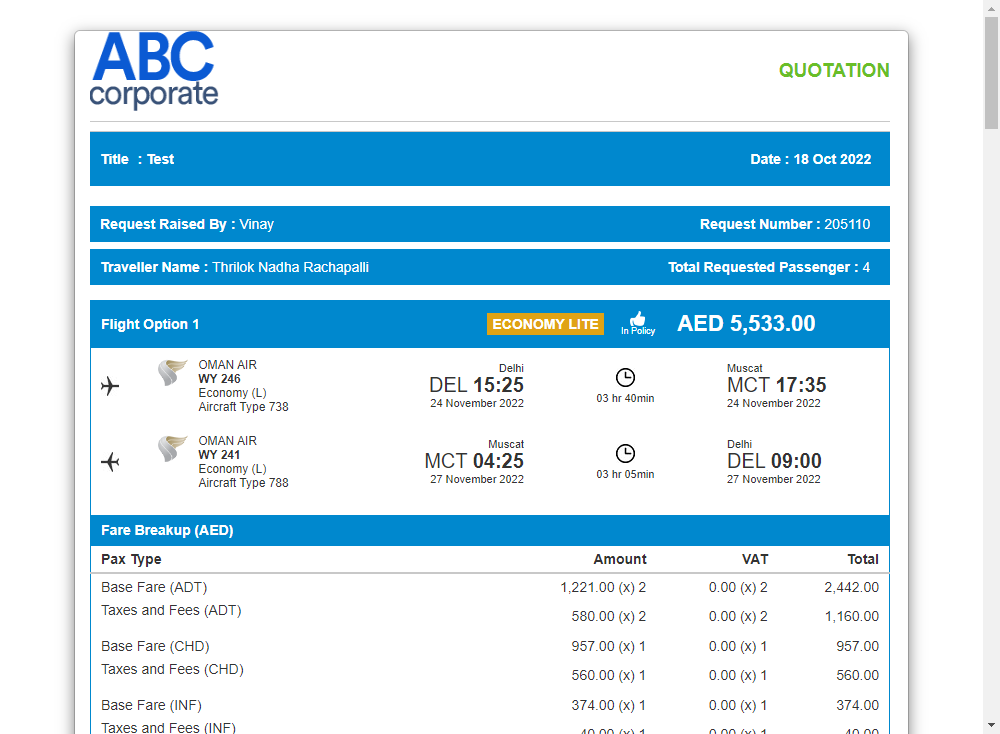 ABC
corporate
QUOTATION
Title : Test
Date : 18 Oct 2022
Request Raised By : Vinay
Request Number : 205110
Traveller Name : Thrilok Nadha Rachapalli
Total Requested Passenger : 4
Flight Option 1
ECONOMY LITE
In Policy
AED 5,533.00
OMAN AIR
WY 246
Economy (L)
Aircraft Type 738
Delhi
DEL 15:25
24 November 2022
03 hr 40min
Muscat
MCT 17:35
24 November 2022
OMAN AIR
WY 241
Economy (L)
Aircraft Type 788
Muscat
MCT 04:25
27 November 2022
03 hr 05min
Delhi
DEL 09:00
27 November 2022
Fare Breakup (AED)
Pax Type Amount VAT Total
Base Fare (ADT) 1,221.00 (x) 2 0.00 (x) 2 2,442.00
Taxes and Fees (ADT) 580.00 (x) 2 0.00 (x) 2 1,160.00
Base Fare (CHD) 957.00 (x) 1 0.00 (x) 1 957.00
Taxes and Fees (CHD) 560.00 (x) 1 0.00 (x) 1 560.00
Base Fare (INF) 374.00 (x) 1 0.00 (x) 1 374.00
Taxes and Fees (INF) 40.00 (x) 1 0.00 (x) 1 40.00